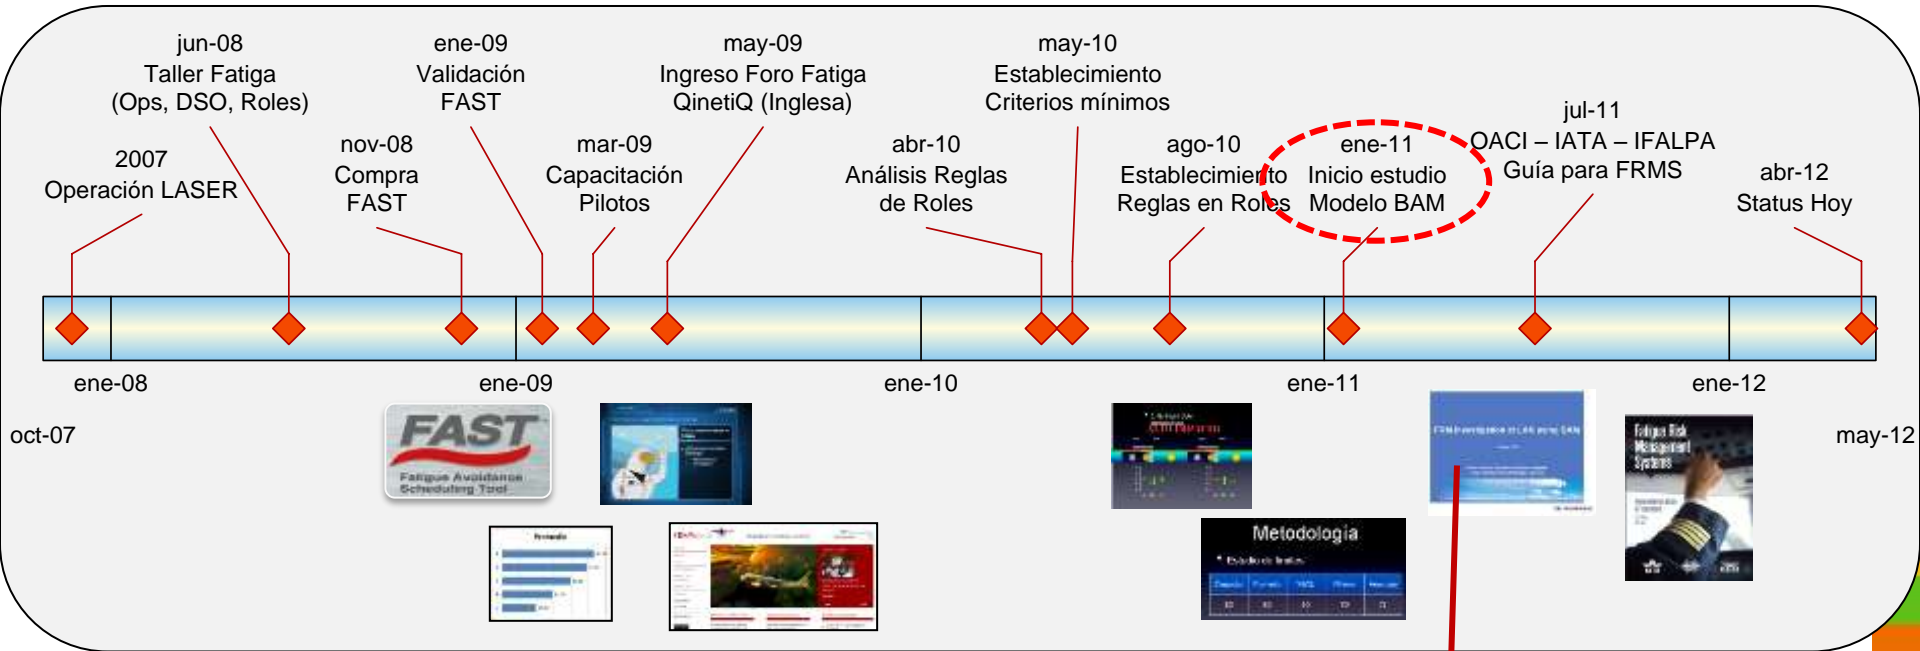 jun-08
Taller Fatiga
(Ops, DSO, Roles)
ene-09
Validación
FAST
may-09
Ingreso Foro Fatiga
QinetiQ (Inglesa)
may-10
Establecimiento
Criterios mínimos
2007
Operación LASER
nov-08
Compra
FAST
mar-09
Capacitación
Pilotos
abr-10
Análisis Reglas
de Roles
ago-10
Establecimiento
Reglas en Roles
ene-11
Inicio estudio
Modelo BAM
jul-11
OACI – IATA – IFALPA
Guía para FRMS
abr-12
Status Hoy
ene-08
ene-09
ene-10
ene-11
ene-12
oct-07
may-12
FAST
Fatigue Avoidance
Scheduling Tool
Fatigue Risk
Management
Systems
Metodología
Estudio de límites